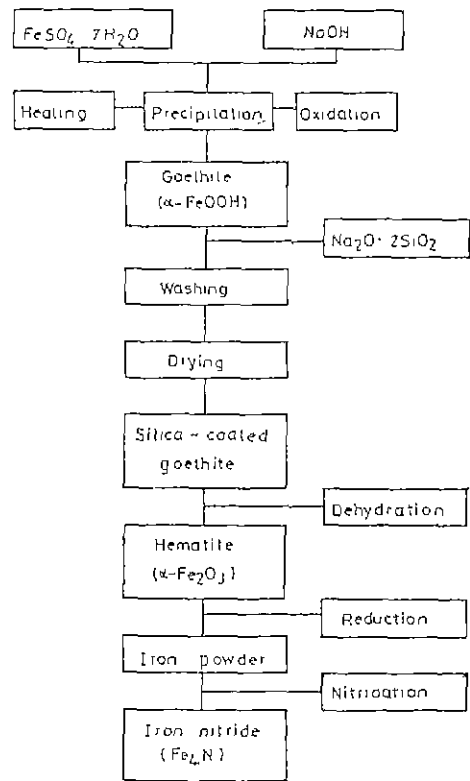 FeSO4 7H2O
NaOH
Heating
Precipitation
Oxidation
Goethite
(α-FeOOH)
Na2O· 2SiO2
Washing
Drying
Silica-coated
goethite
Dehydration
Hematite
(α-Fe2O3)
Reduction
Iron powder
Nitridation
Iron nitride
(Fe4N)